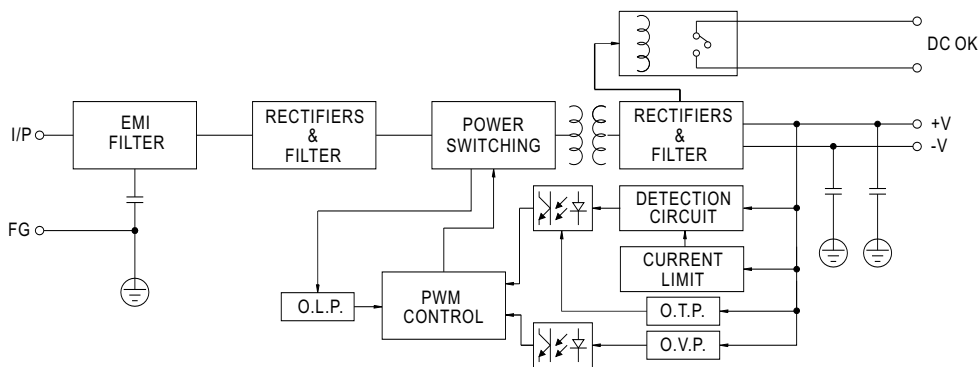 DC OK
I/P
EMI
FILTER
RECTIFIERS
&
FILTER
POWER
SWITCHING
RECTIFIERS
&
FILTER
+V
-V
FG
DETECTION
CIRCUIT
CURRENT
LIMIT
O.L.P.
PWM
CONTROL
O.T.P.
O.V.P.